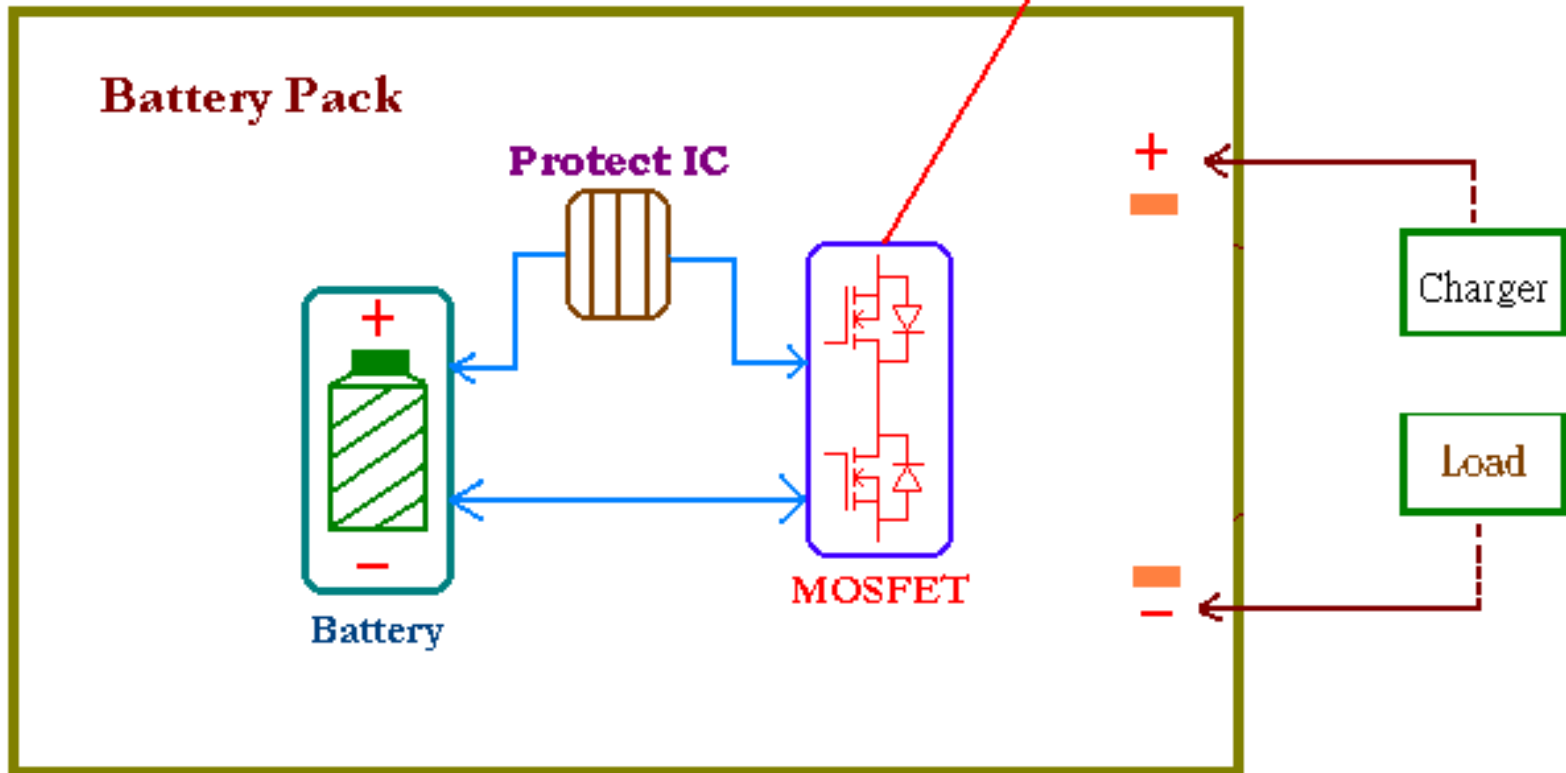 Battery Pack
Protect IC
+
Charger
+
Load
−
MOSFET
−
Battery